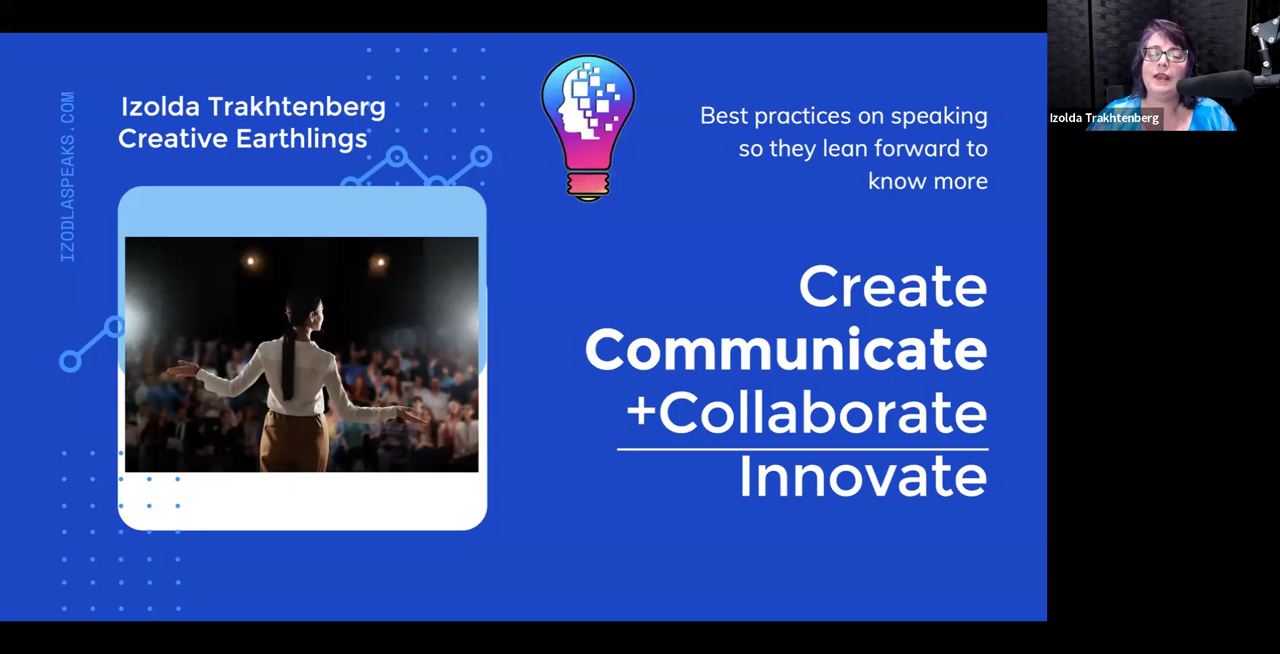 IZODLASPEAKS.COM
Izolda Trakhtenberg
Creative Earthlings
Best practices on speaking
so they lean forward to
know more
Create
Communicate
+Collaborate
Innovate
Izolda Trakhtenberg